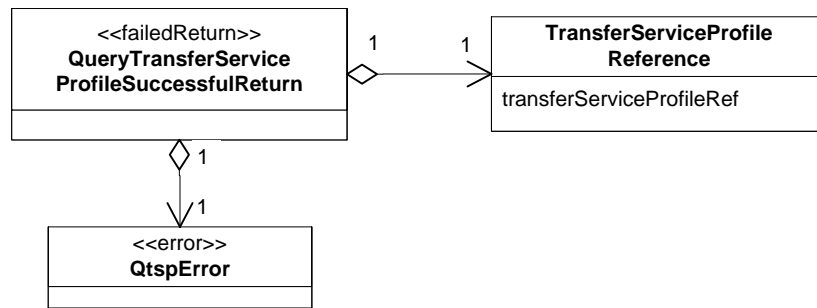 <<failedReturn>>
QueryTransferService
ProfileSuccessfulReturn
1
1
TransferServiceProfile
Reference
transferServiceProfileRef
1
1
<<error>>
QtspError